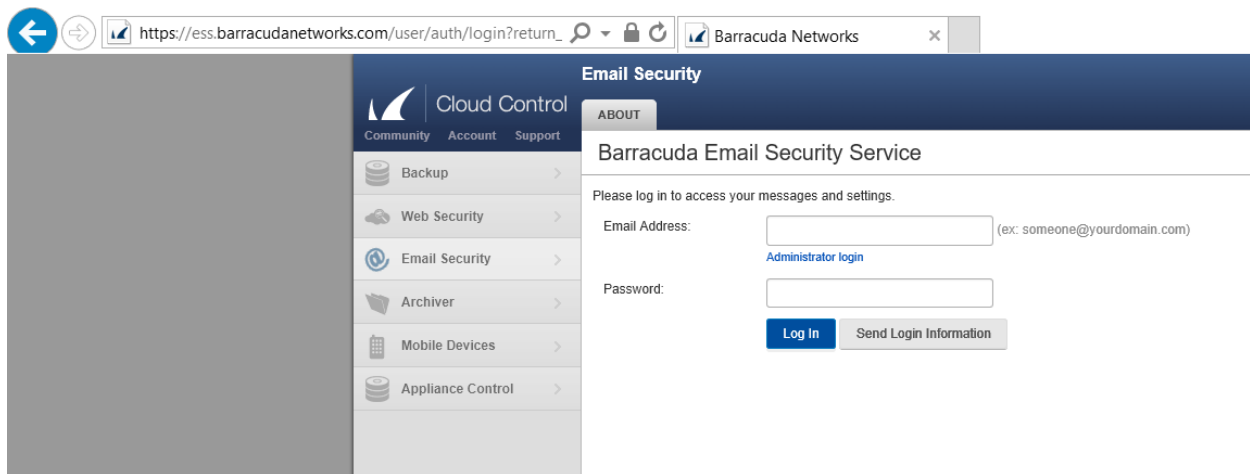 https://ess.barracudanetworks.com/user/auth/login?return_
Barracuda Networks
Cloud Control
Community Account Support
Backup
Web Security
Email Security
Archiver
Mobile Devices
Appliance Control
Email Security
ABOUT
Barracuda Email Security Service
Please log in to access your messages and settings.
Email Address: (ex: someone@yourdomain.com)
Administrator login
Password:
Log In Send Login Information